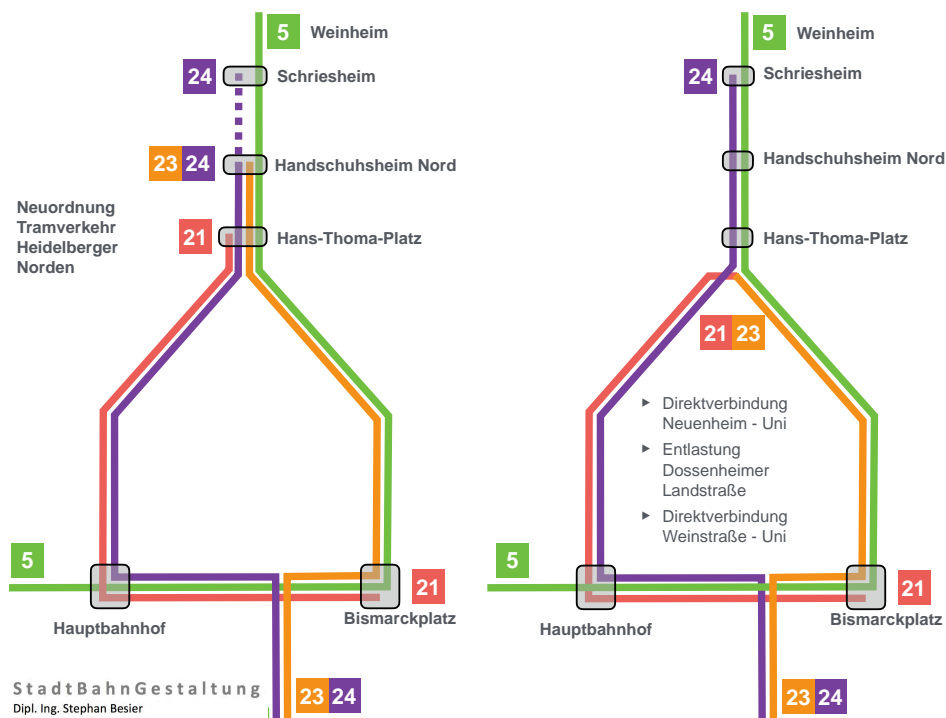 5 Weinheim
24 Schriesheim
23 24 Handschuhsheim Nord
Neuordnung
Tramverkehr
Heidelberger
Norden
21 Hans-Thoma-Platz
5
Hauptbahnhof
Bismarckplatz
23 24
StadtBahnGestaltung
Dipl. Ing. Stephan Besier
5 Weinheim
24 Schriesheim
Handschuhsheim Nord
Hans-Thoma-Platz
21 23
► Direktverbindung
Neuenheim - Uni
► Entlastung
Dossenheimer
Landstraße
► Direktverbindung
Weinstraße - Uni
5
21
21
Hauptbahnhof
Bismarckplatz
23 24